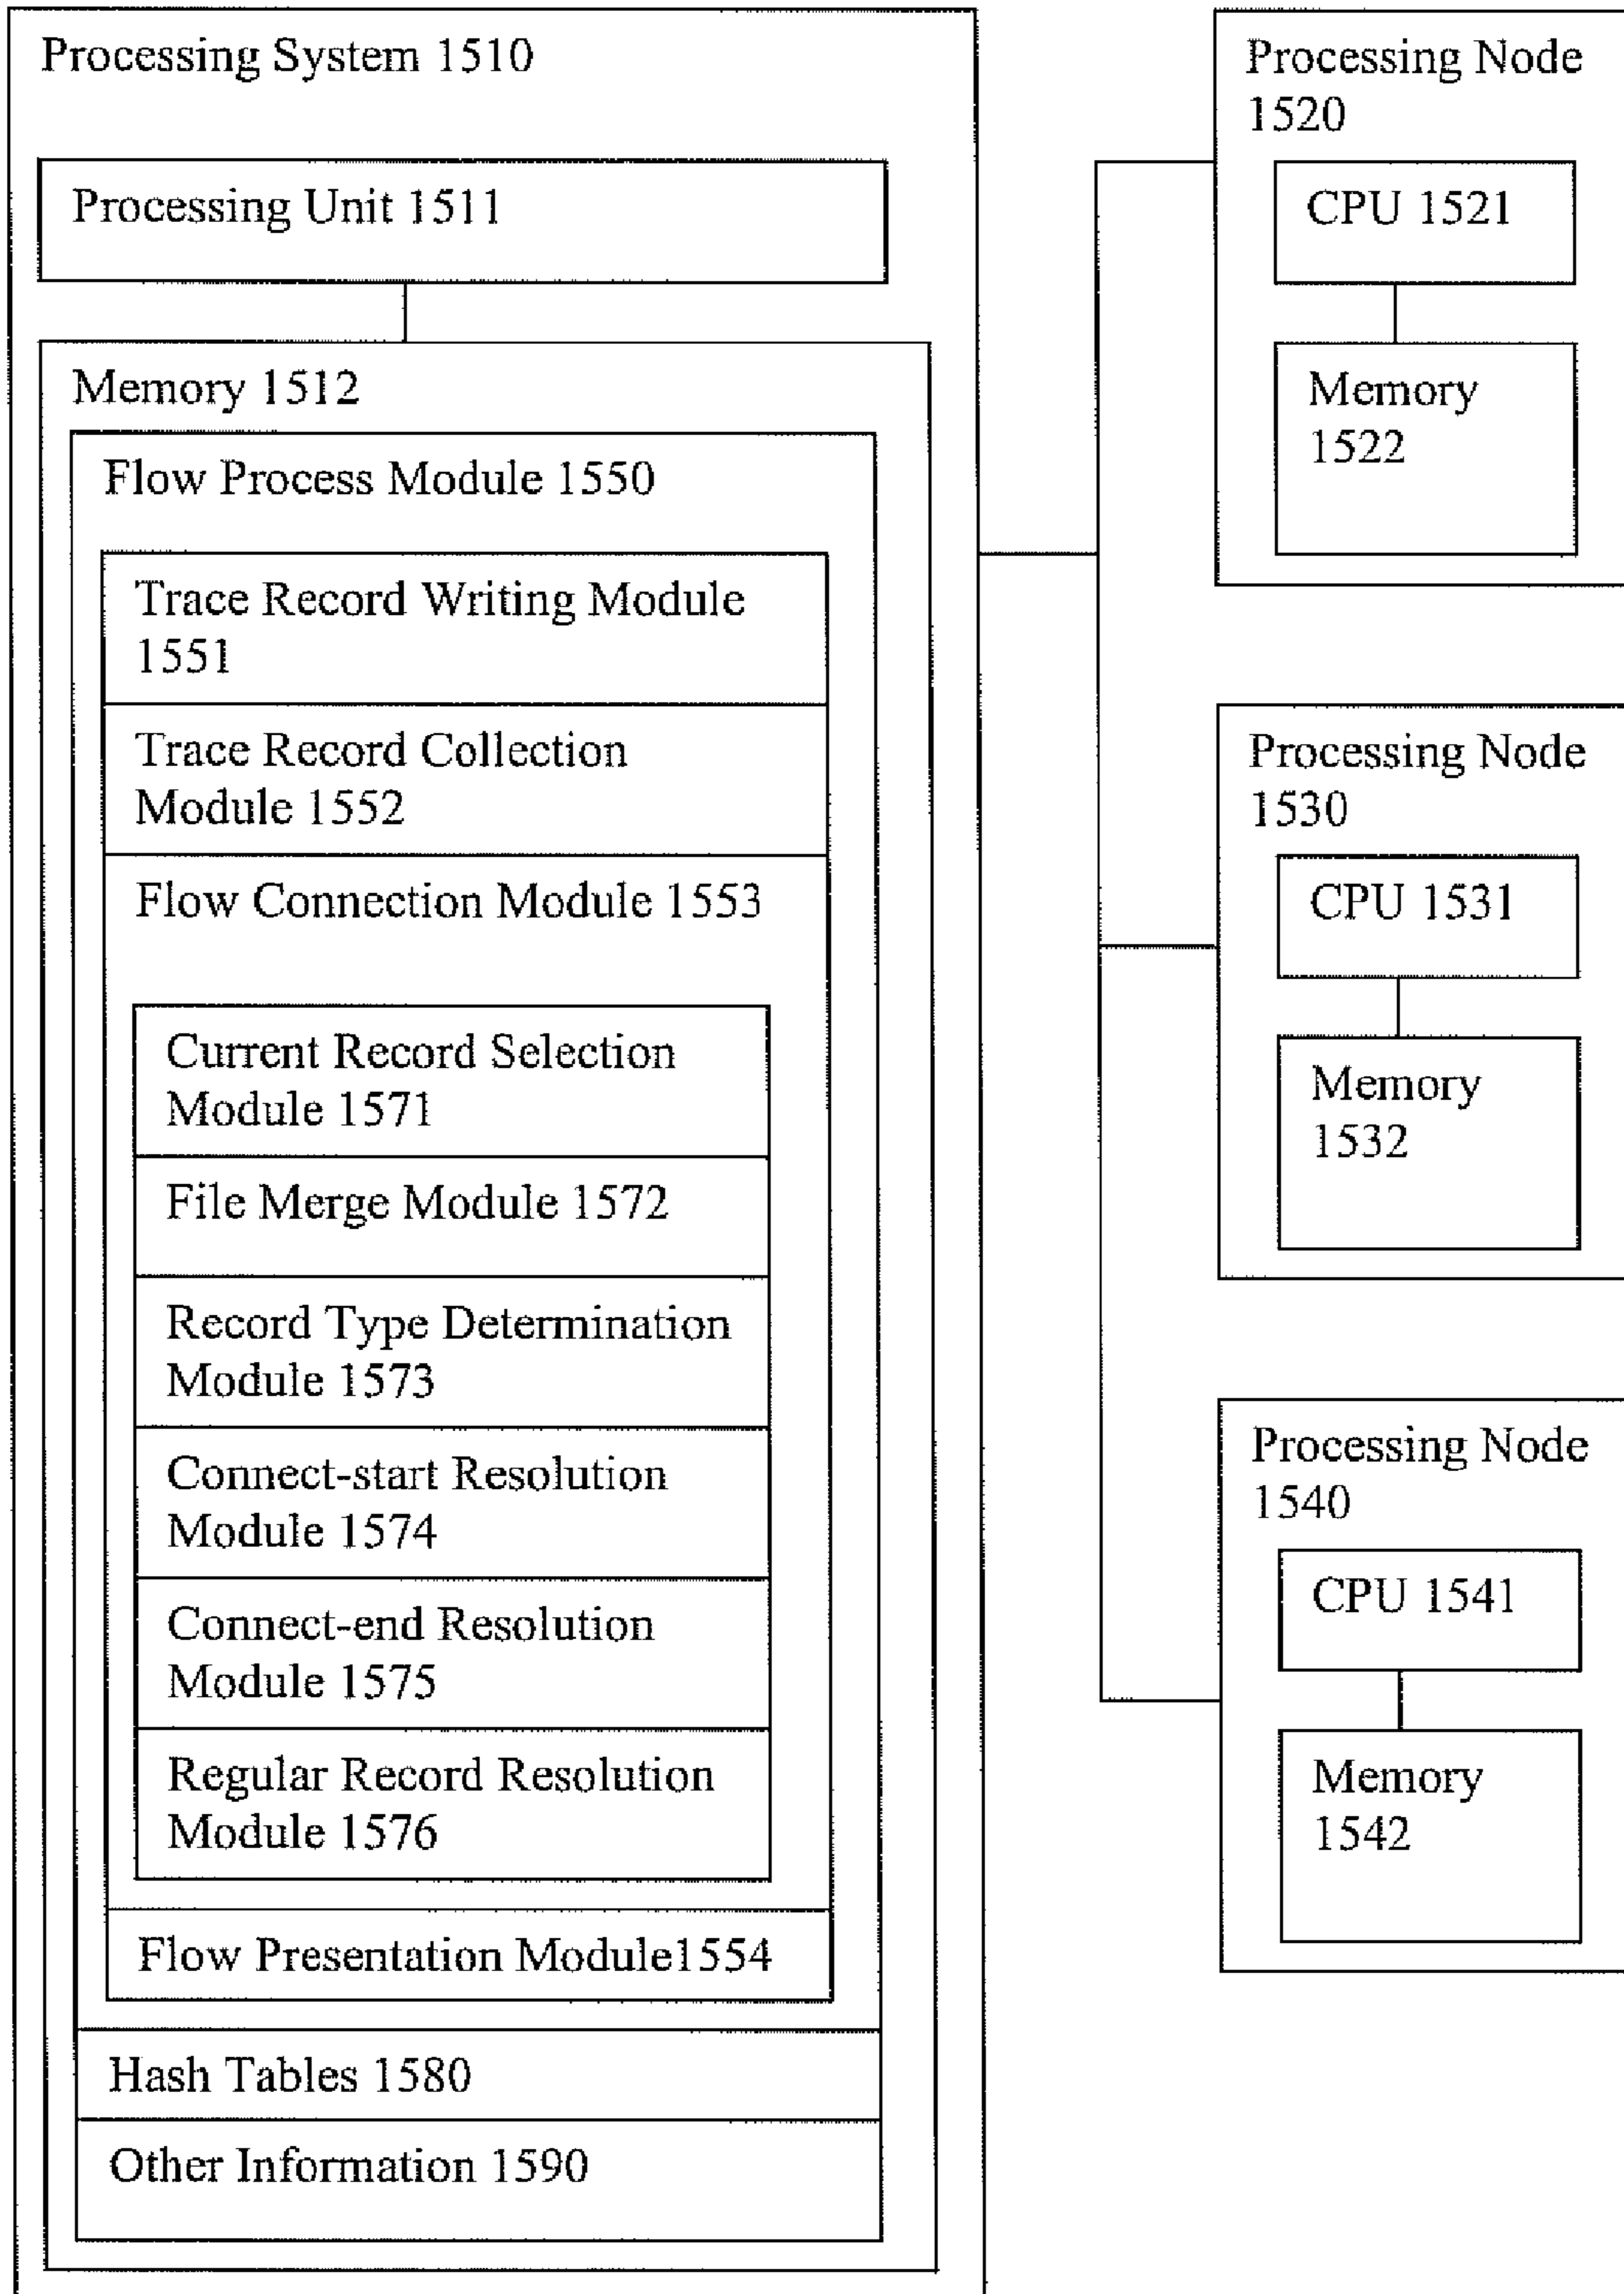 Processing System 1510
Processing Unit 1511
Memory 1512
Flow Process Module 1550
Trace Record Writing Module
1551
Trace Record Collection
Module 1552
Flow Connection Module 1553
Current Record Selection
Module 1571
File Merge Module 1572
Record Type Determination
Module 1573
Connect-start Resolution
Module 1574
Connect-end Resolution
Module 1575
Regular Record Resolution
Module 1576
Flow Presentation Module1554
Hash Tables 1580
Other Information 1590
Processing Node
1520
CPU 1521
Memory
1522
Processing Node
1530
CPU 1531
Memory
1532
Processing Node
1540
CPU 1541
Memory
1542